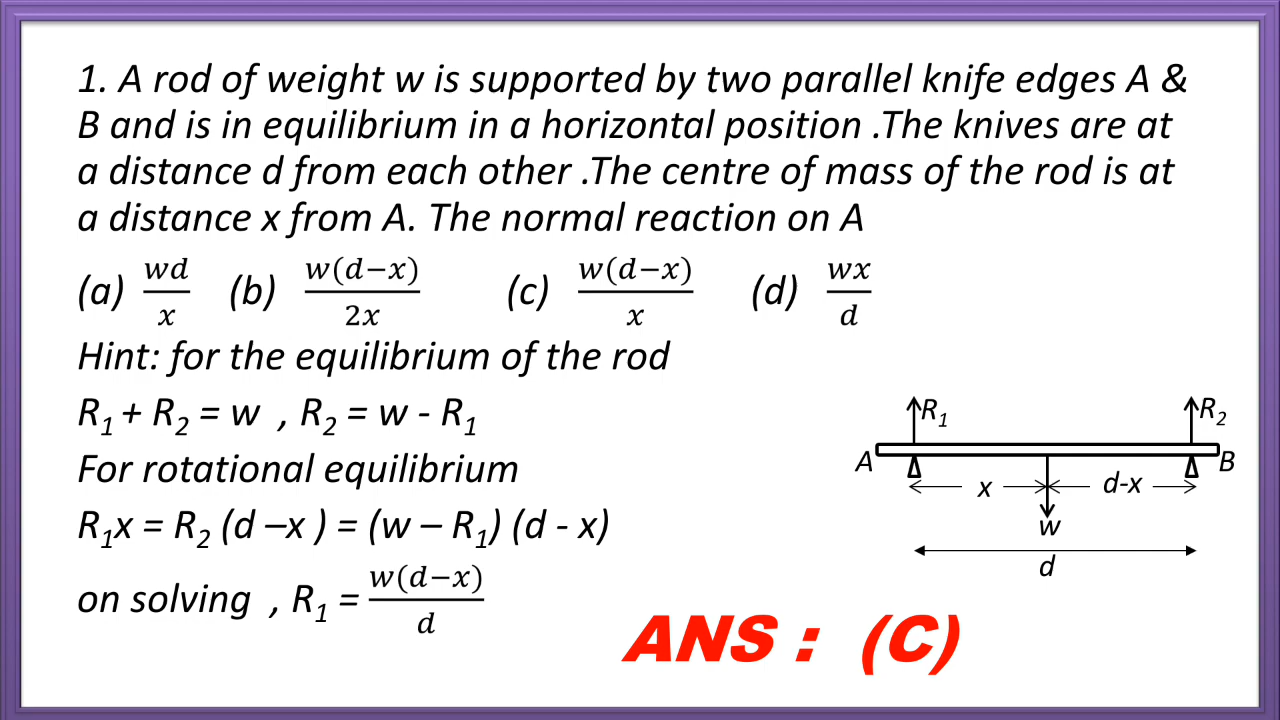 1. A rod of weight w is supported by two parallel knife edges A &
B and is in equilibrium in a horizontal position .The knives are at
a distance d from each other .The centre of mass of the rod is at
a distance x from A. The normal reaction on A
(a) wd/x (b) w(d−x)/2x (c) w(d−x)/x (d) wx/d
Hint: for the equilibrium of the rod
R₁ + R₂ = w , R₂ = w - R₁
For rotational equilibrium
R₁x = R₂ (d –x ) = (w – R₁) (d - x)
on solving , R₁ = w(d−x)/d
R₁ R₂
A B
x d-x
w
d
ANS : (C)